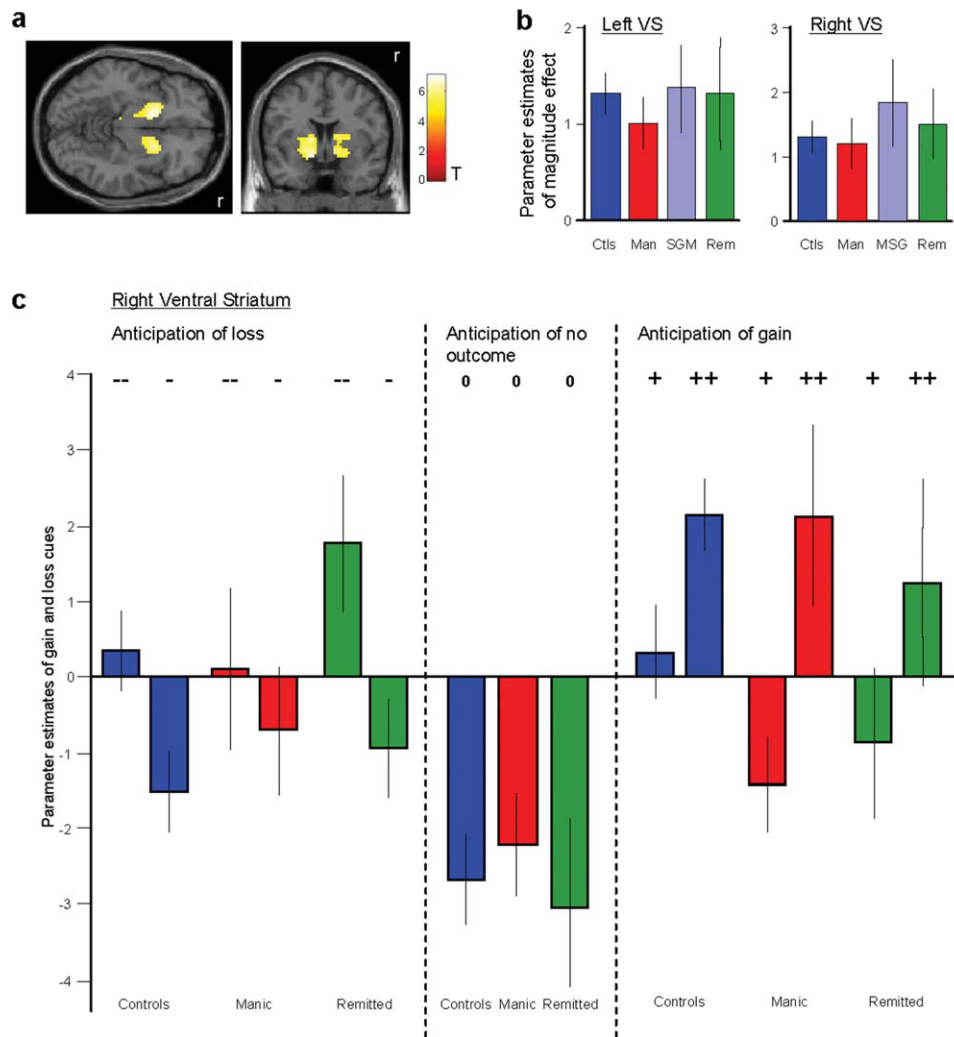 a
r
r
6
4
2
0
T
b
Left VS
Right VS
Parameter estimates
of magnitude effect
2
1
0
Ctls Man SGM Rem
3
2
1
0
Ctls Man MSG Rem
c
Right Ventral Striatum
Anticipation of loss
Anticipation of no
outcome
Anticipation of gain
-- - -- - -- -
0 0 0
+ ++ + ++ + ++
Parameter estimates of gain and loss cues
4
3
2
1
0
-1
-2
-3
-4
Controls Manic Remitted
Controls Manic Remitted
Controls Manic Remitted